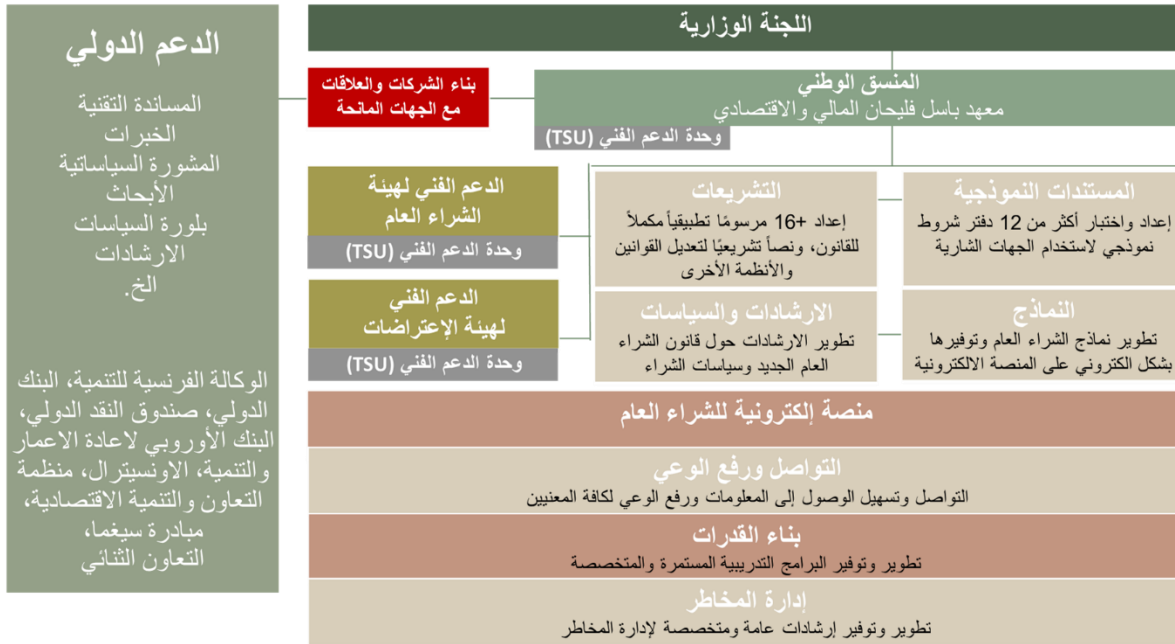 اللجنة الوزارية
المنسق الوطني
معهد باسل فليحان المالي والاقتصادي
وحدة الدعم الفني (TSU)
بناء الشركات والعلاقات
مع الجهات المانحة
الدعم الدولي
المساندة التقنية
الخبرات
المشورة السياساتية
الأبحاث
بلورة السياسات
الارشادات
الخ.
الوكالة الفرنسية للتنمية، البنك
الدولي، صندوق النقد الدولي،
البنك الأوروبي لاعادة الاعمار
والتنمية، الاونسيترال، منظمة
التعاون والتنمية الاقتصادية،
مبادرة سيغما،
التعاون الثنائي
المستندات النموذجية
إعداد واختبار أكثر من 12 دفتر شروط
نموذجي لاستخدام الجهات الشارية
التشريعات
إعداد +16 مرسومًا تطبيقياً مكملاً
للقانون، ونصاً تشريعيًا لتعديل القوانين
والأنظمة الأخرى
الدعم الفني لهيئة
الشراء العام
وحدة الدعم الفني (TSU)
النماذج
تطوير نماذج الشراء العام وتوفيرها
بشكل الكتروني على المنصة الالكترونية
الارشادات والسياسات
تطوير الارشادات حول قانون الشراء
العام الجديد وسياسات الشراء
الدعم الفني
لهيئة الإعتراضات
وحدة الدعم الفني (TSU)
منصة إلكترونية للشراء العام
التواصل ورفع الوعي
التواصل وتسهيل الوصول إلى المعلومات ورفع الوعي لكافة المعنيين
بناء القدرات
تطوير وتوفير البرامج التدريبية المستمرة والمتخصصة
إدارة المخاطر
تطوير وتوفير إرشادات عامة ومتخصصة لإدارة المخاطر